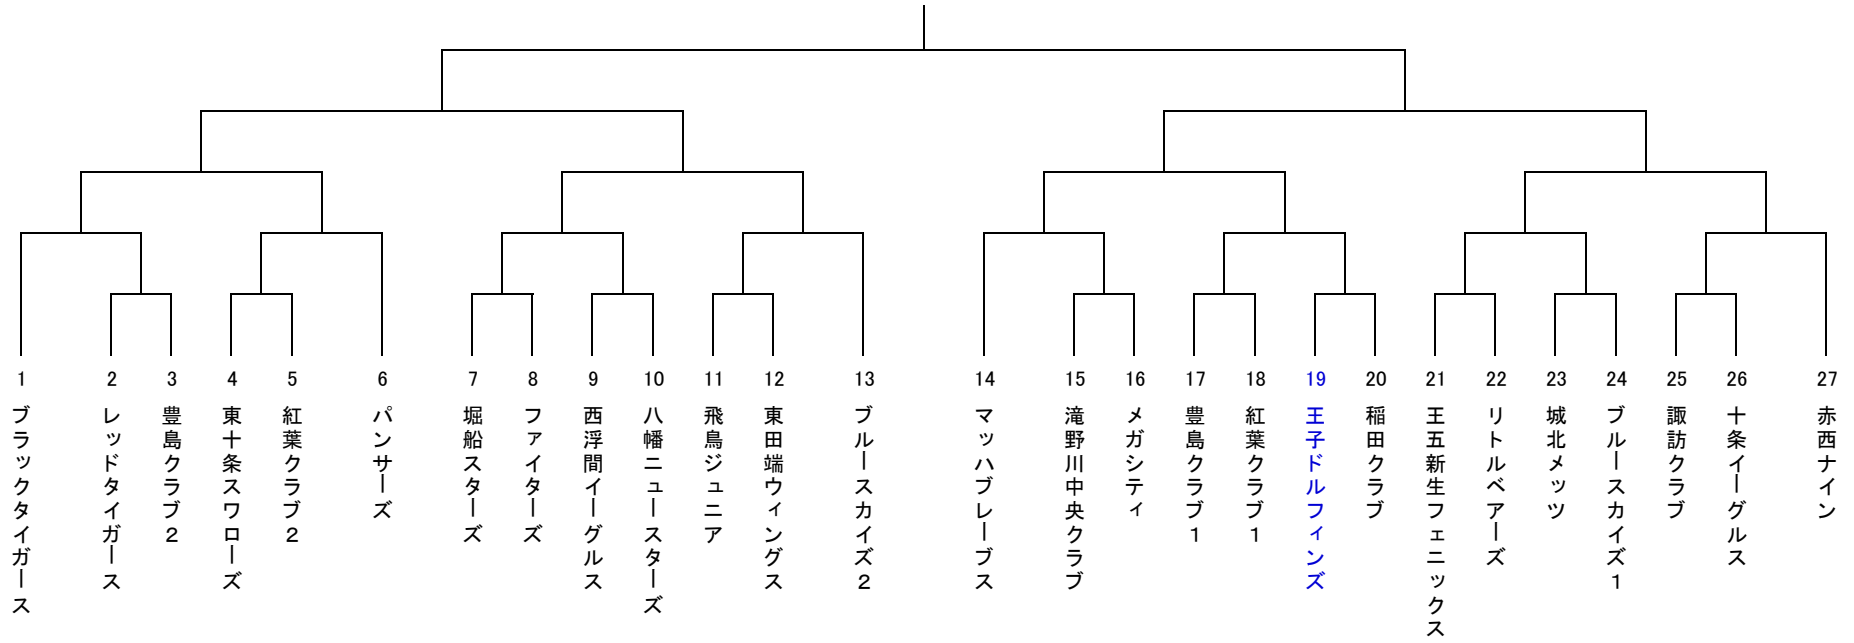 1 ブラックタイガース
2 レッドタイガース
3 豊島クラブ2
4 東十条スワローズ
5 紅葉クラブ2
6 パンサーズ
7 堀船スターズ
8 ファイターズ
9 西浮間イーグルス
10 八幡ニュースターズ
11 飛鳥ジュニア
12 東田端ウィングス
13 ブルースカイズ2
14 マッハブレーブス
15 滝野川中央クラブ
16 メガシティ
17 豊島クラブ1
18 紅葉クラブ1
19 王子ドルフィンズ
20 稲田クラブ
21 王五新生フェニックス
22 リトルベアーズ
23 城北メッツ
24 ブルースカイズ1
25 諏訪クラブ
26 十条イーグルス
27 赤西ナイン